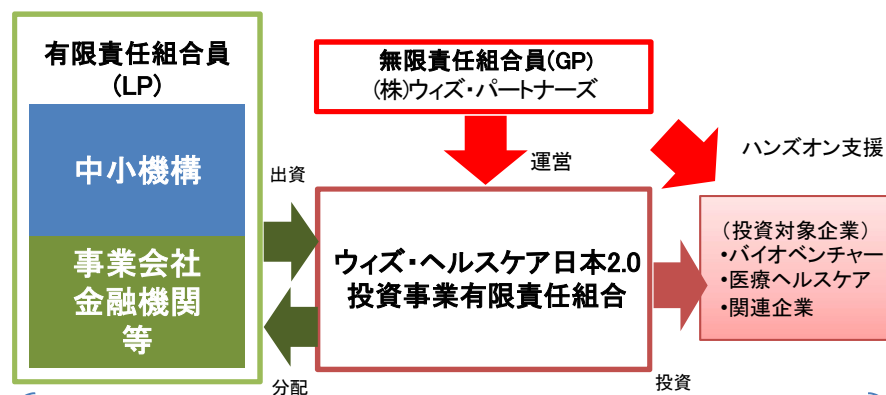 有限責任組合員
(LP)
中小機構
事業会社
金融機関
等
出資
分配
無限責任組合員(GP)
(株)ウィズ・パートナーズ
運営
ハンズオン支援
ウィズ・ヘルスケア日本2.0
投資事業有限責任組合
投資
(投資対象企業)
・バイオベンチャー
・医療ヘルスケア
・関連企業